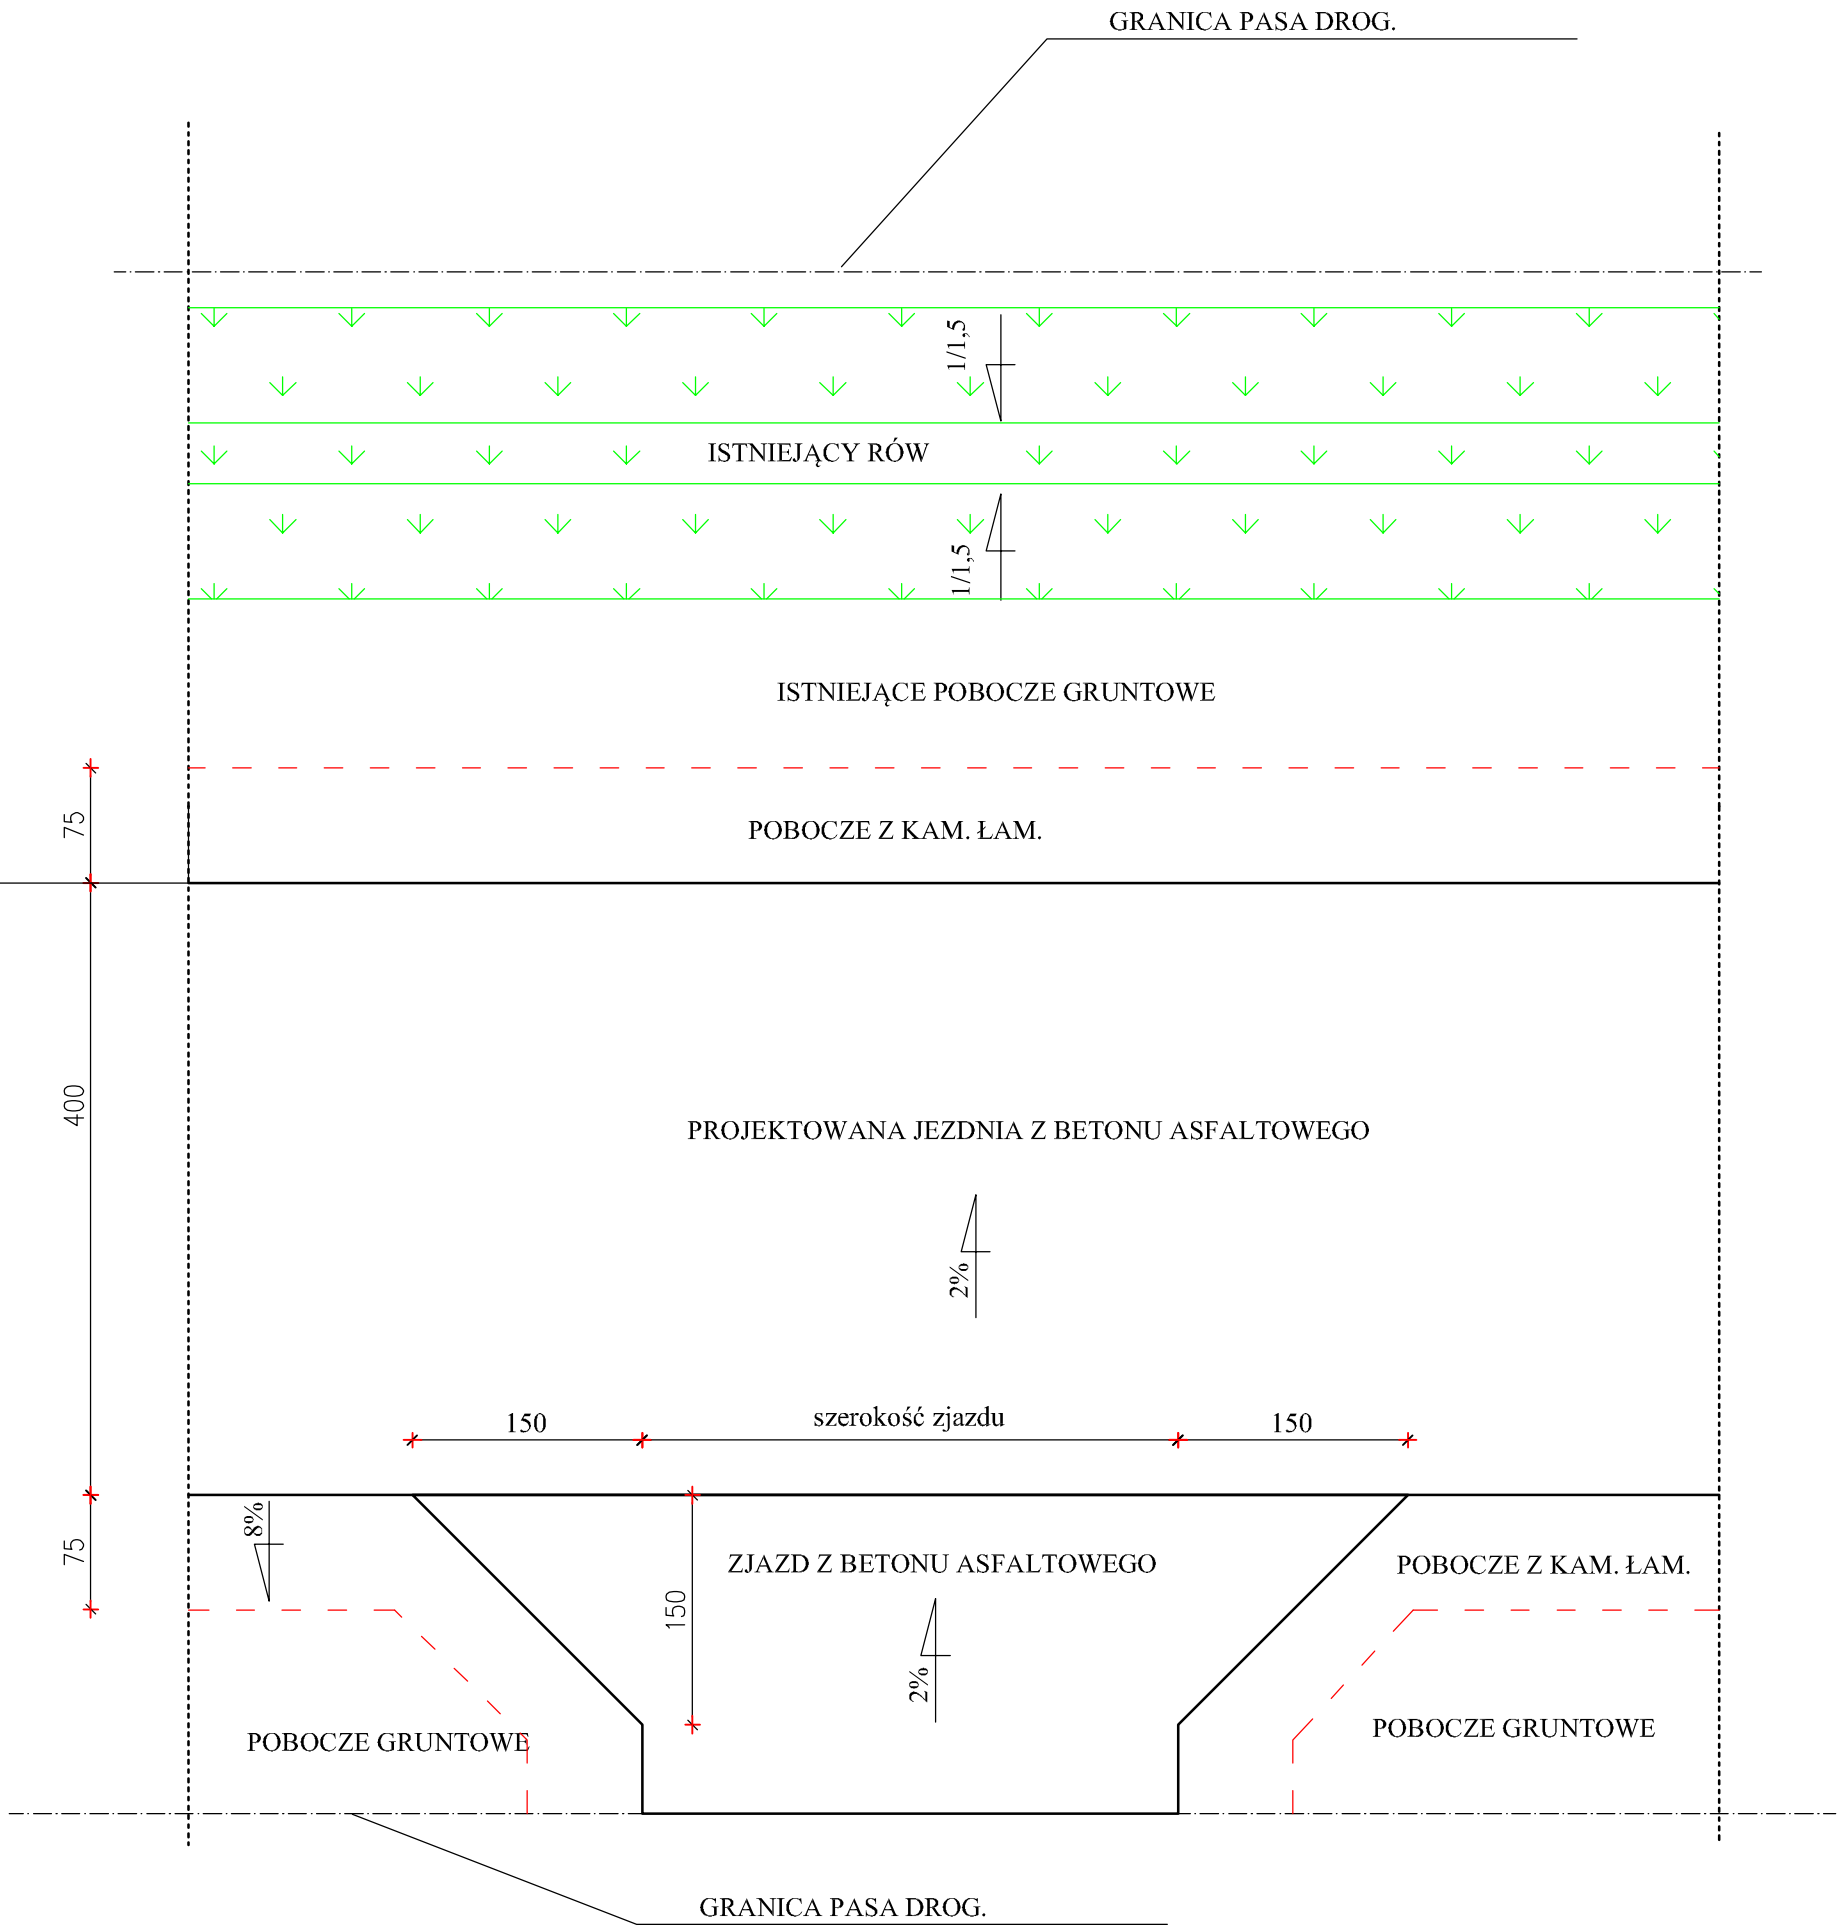 GRANICA PASA DROG.
1/1,5
ISTNIEJĄCY RÓW
1/1,5
ISTNIEJĄCE POBOCZE GRUNTOWE
75
POBOCZE Z KAM. ŁAM.
400
PROJEKTOWANA JEZDNIA Z BETONU ASFALTOWEGO
2%
150
szerokość zjazdu
150
8%
75
ZJAZD Z BETONU ASFALTOWEGO
POBOCZE Z KAM. ŁAM.
150
2%
POBOCZE GRUNTOWE
POBOCZE GRUNTOWE
GRANICA PASA DROG.